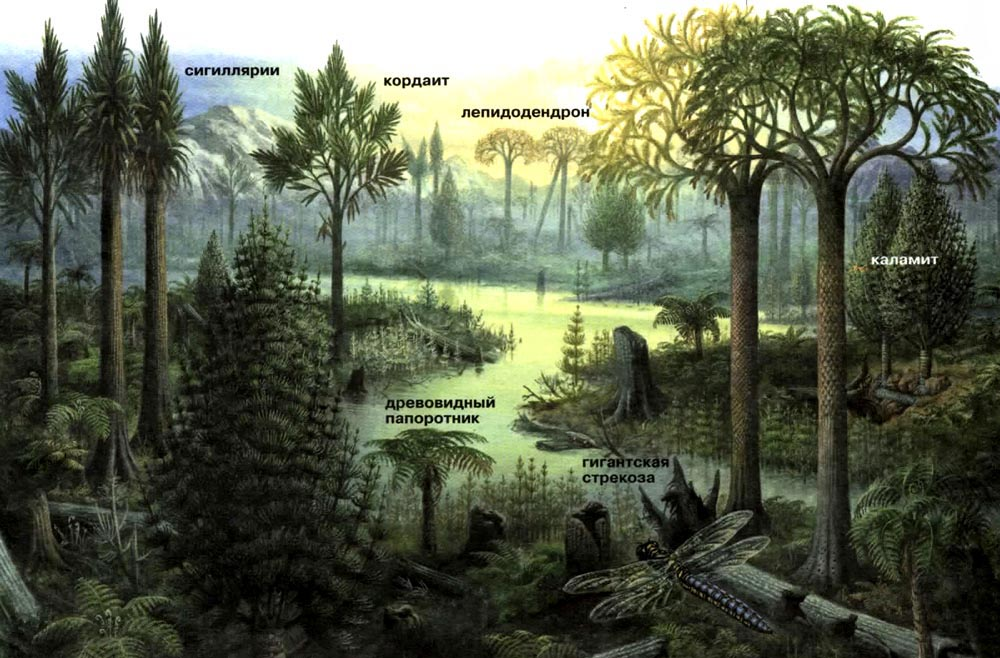 сигиллярии
кордаит
лепидодендрон
каламит
древовидный
папоротник
гигантская
стрекоза